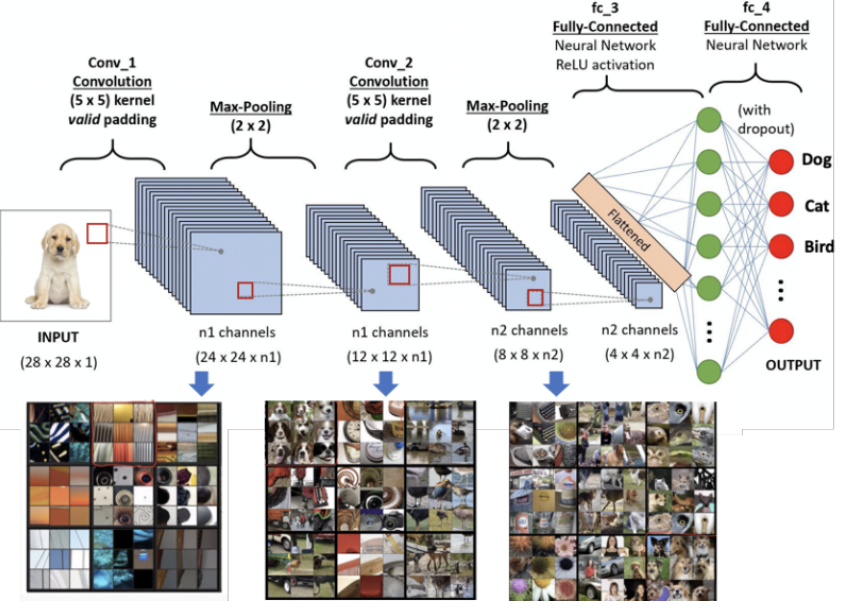 Conv_1
Convolution
(5 x 5) kernel
valid padding
Max-Pooling
(2 x 2)
Conv_2
Convolution
(5 x 5) kernel
valid padding
Max-Pooling
(2 x 2)
fc_3
Fully-Connected
Neural Network
ReLU activation
fc_4
Fully-Connected
Neural Network
(with
dropout)
Dog
Cat
Bird
Flattened
INPUT
(28 x 28 x 1)
n1 channels
(24 x 24 x n1)
n1 channels
(12 x 12 x n1)
n2 channels
(8 x 8 x n2)
n2 channels
(4 x 4 x n2)
OUTPUT